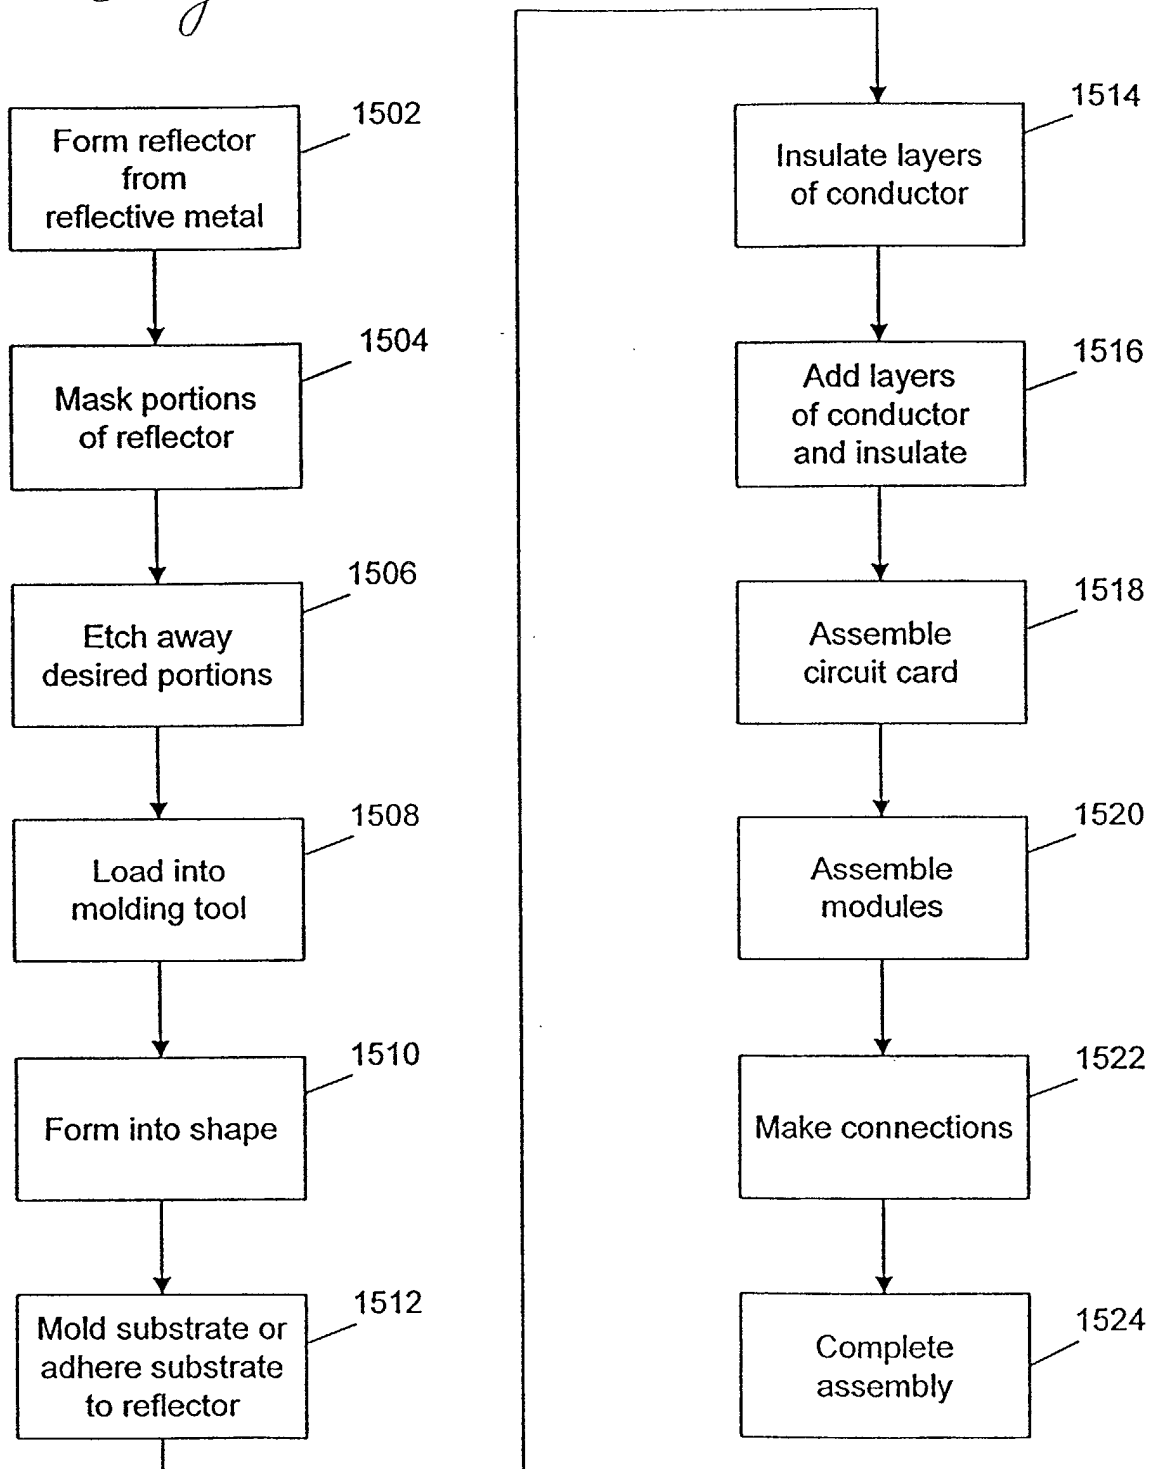 1502
Form reflector
from
reflective metal
1504
Mask portions
of reflector
1506
Etch away
desired portions
1508
Load into
molding tool
1510
Form into shape
1512
Mold substrate or
adhere substrate
to reflector
1514
Insulate layers
of conductor
1516
Add layers
of conductor
and insulate
1518
Assemble
circuit card
1520
Assemble
modules
1522
Make connections
1524
Complete
assembly